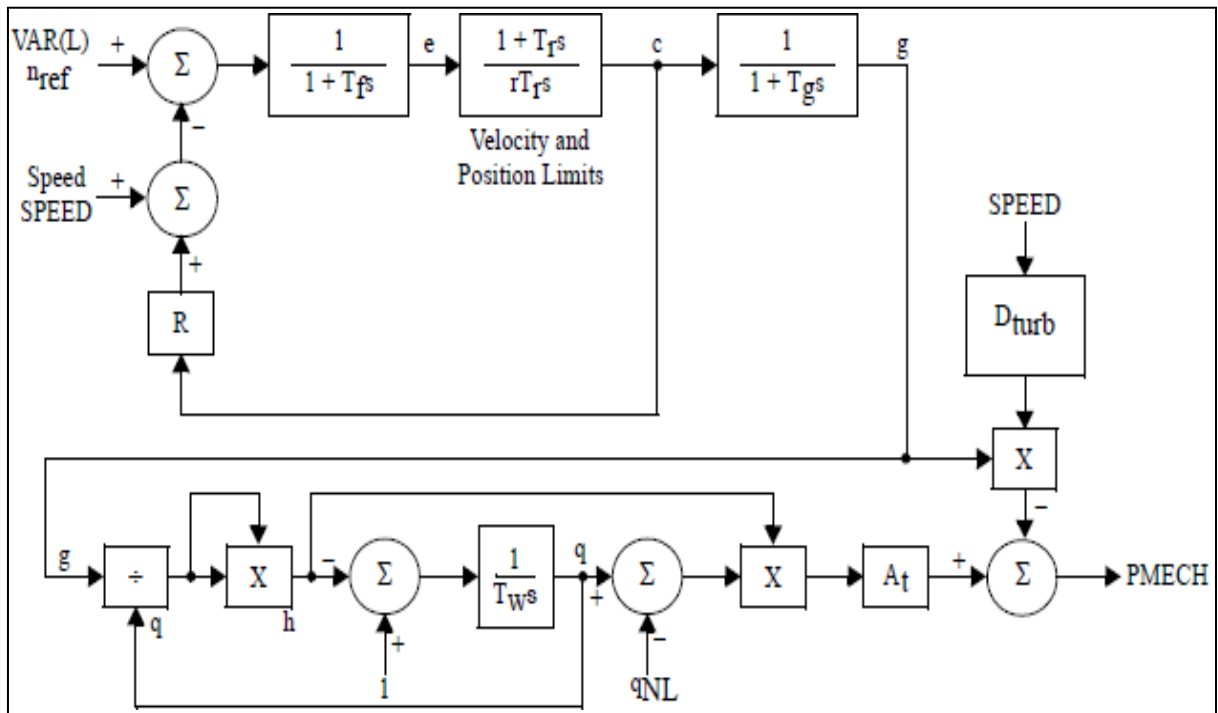 VAR(L)
nref
+
Σ
−
1
1 + Tfs
e
1 + Trs
rTrs
Velocity and
Position Limits
c
1
1 + Tgs
g
Speed
SPEED
+
Σ
+
R
SPEED
Dturb
X
−
g
÷
q
X
h
−
Σ
+
1
1
Tws
q
+
Σ
−
qNL
X
At
+
Σ
PMECH